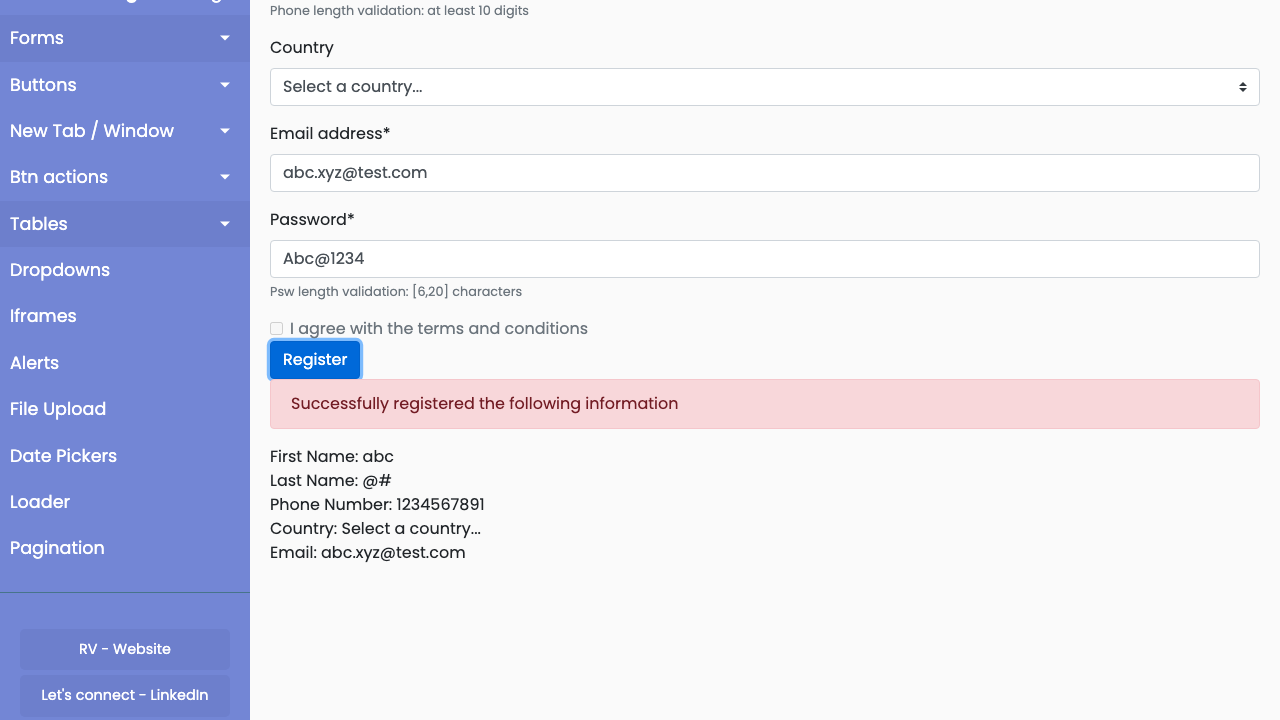 Forms
Buttons
New Tab / Window
Btn actions
Tables
Dropdowns
Iframes
Alerts
File Upload
Date Pickers
Loader
Pagination
RV - Website
Let's connect - LinkedIn
Phone length validation: at least 10 digits
Country
Select a country...
Email address*
abc.xyz@test.com
Password*
Abc@1234
Psw length validation: [6,20] characters
I agree with the terms and conditions
Register
Successfully registered the following information
First Name: abc
Last Name: @#
Phone Number: 1234567891
Country: Select a country...
Email: abc.xyz@test.com